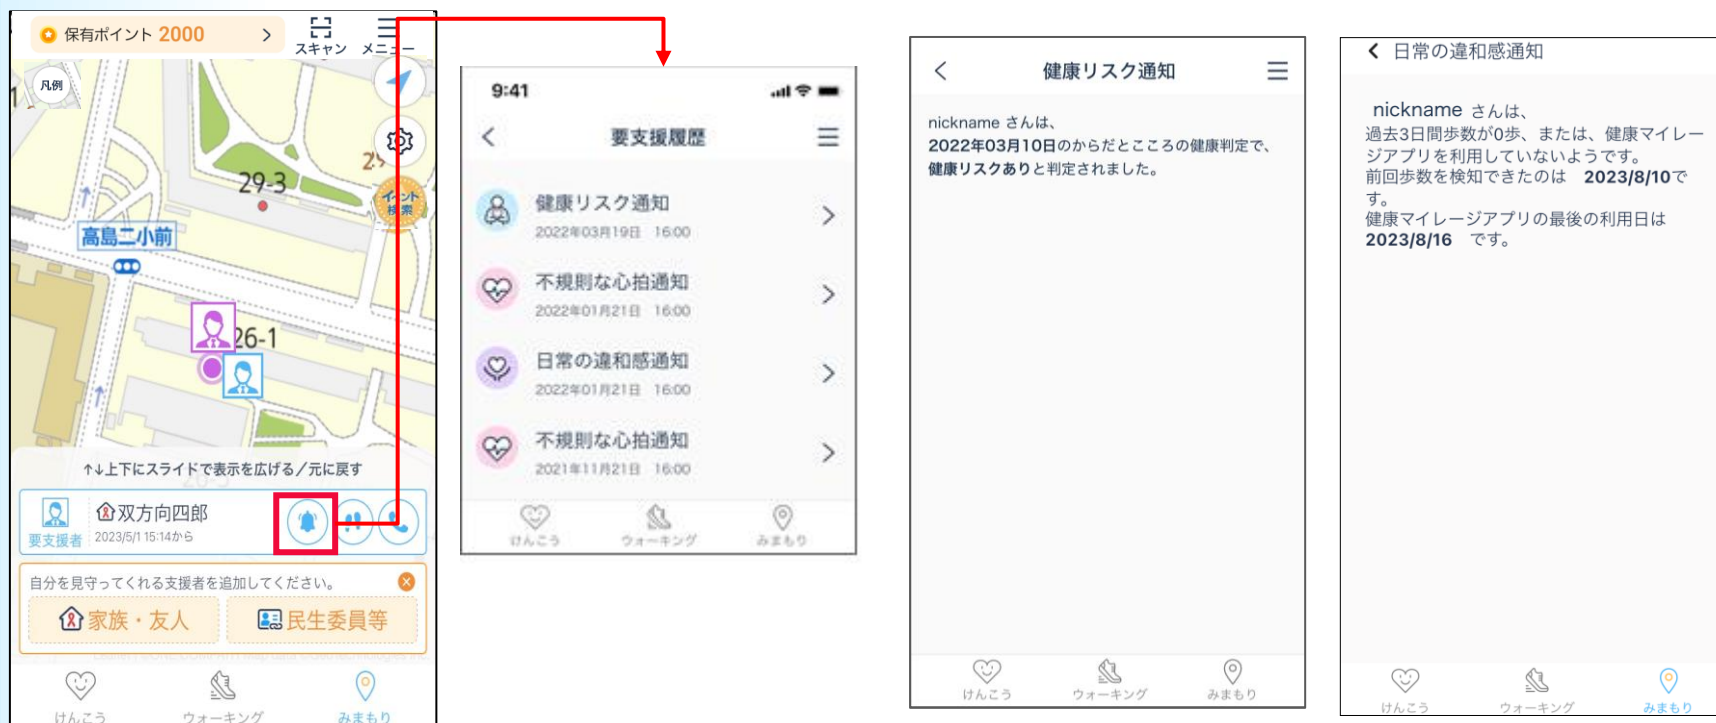 保有ポイント 2000
スキャン
メニュー
凡例
29-3
イベント
検索
高島二小前
26-1
↑↓上下にスライドで表示を広げる/元に戻す
要支援者
双方向四郎
2023/5/1 15:14から
自分を見守ってくれる支援者を追加してください。
家族・友人
民生委員等
けんこう
ウォーキング
みまもり
9:41
要支援履歴
健康リスク通知
2022年03月19日 16:00
不規則な心拍通知
2022年01月21日 16:00
日常の違和感通知
2022年01月21日 16:00
不規則な心拍通知
2021年11月21日 16:00
けんこう
ウォーキング
みまもり
健康リスク通知
nickname さんは、
2022年03月10日のからだとこころの健康判定で、
健康リスクありと判定されました。
けんこう
ウォーキング
みまもり
日常の違和感通知
nickname さんは、
過去3日間歩数が0歩、または、健康マイレー
ジアプリを利用していないようです。
前回歩数を検知できたのは 2023/8/10で
す。
健康マイレージアプリの最後の利用日は
2023/8/16 です。
けんこう
ウォーキング
みまもり